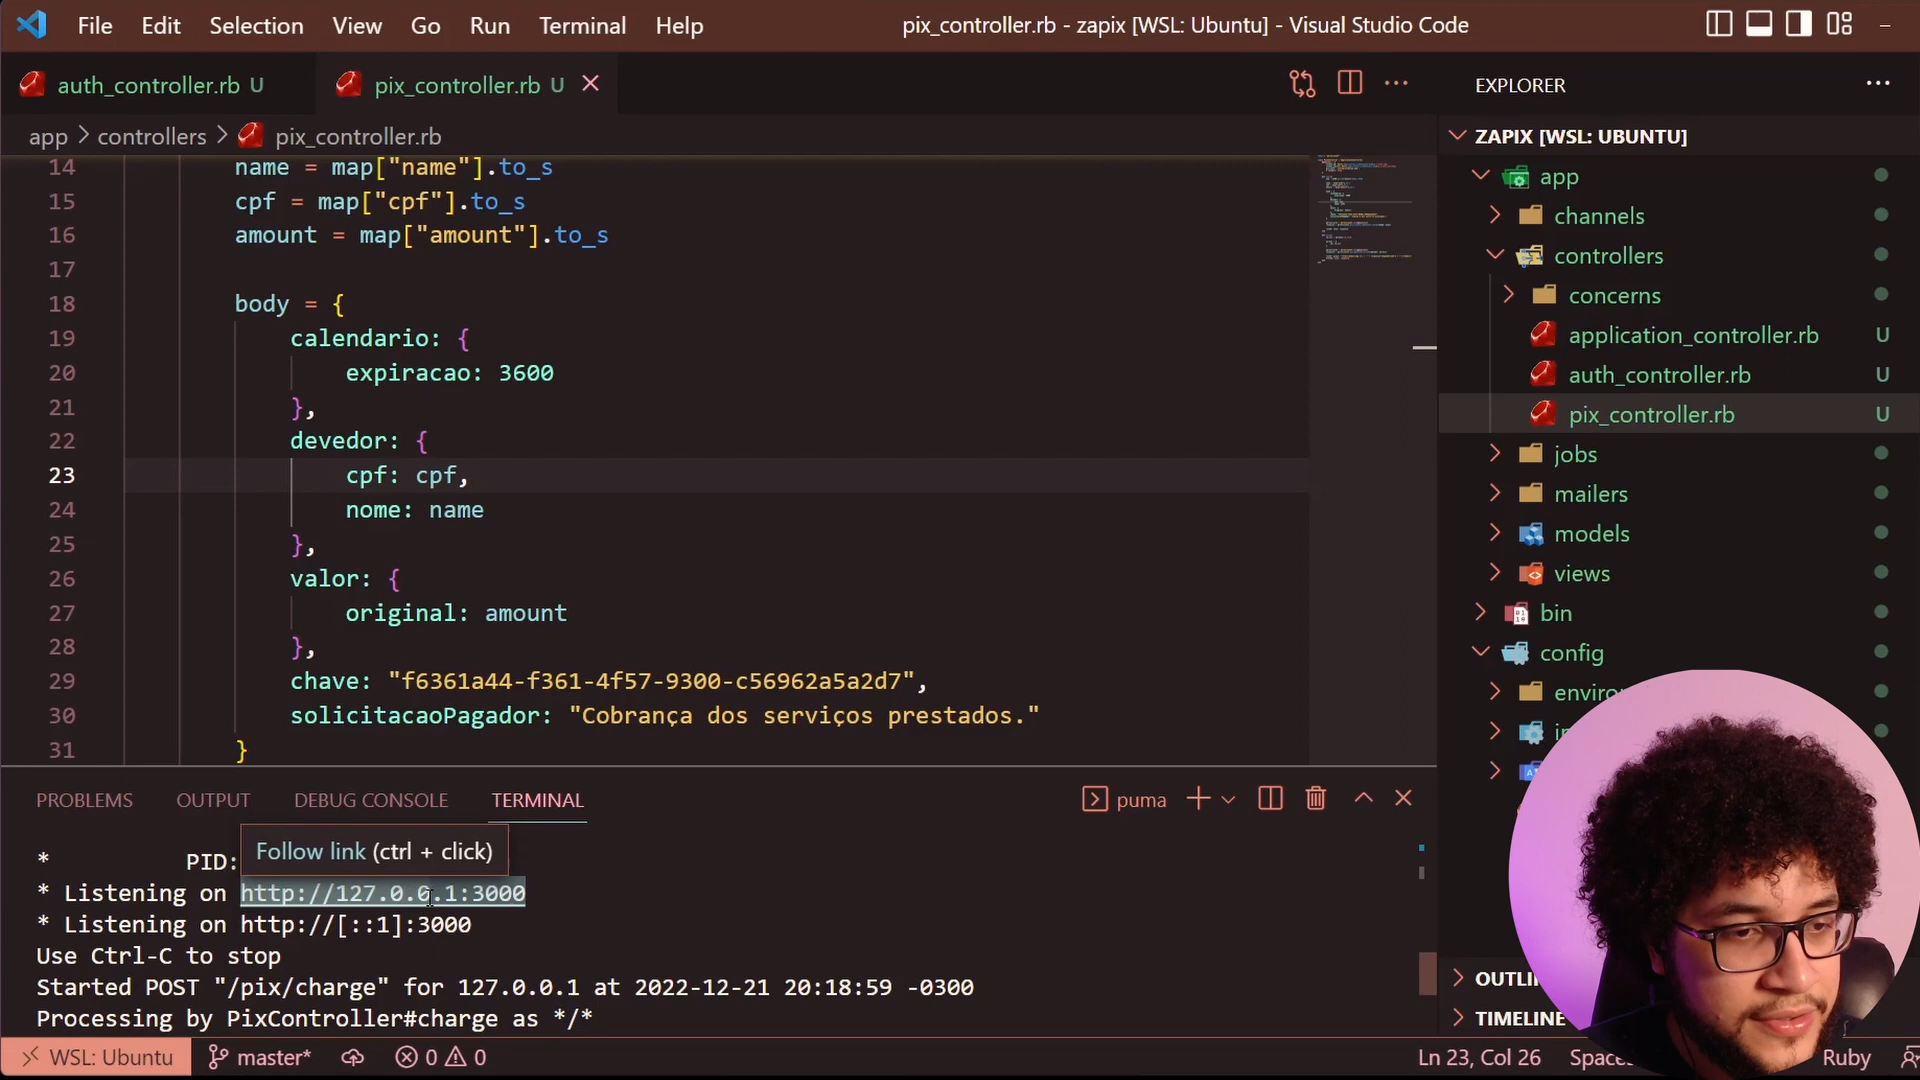 File Edit Selection View Go Run Terminal Help pix_controller.rb - zapix [WSL: Ubuntu] - Visual Studio Code
auth_controller.rb U pix_controller.rb U
app > controllers > pix_controller.rb
14 name = map["name"].to_s
15 cpf = map["cpf"].to_s
16 amount = map["amount"].to_s
17
18 body = {
19 calendario: {
20 expiracao: 3600
21 },
22 devedor: {
23 cpf: cpf,
24 nome: name
25 },
26 valor: {
27 original: amount
28 },
29 chave: "f6361a44-f361-4f57-9300-c56962a5a2d7",
30 solicitacaoPagador: "Cobrança dos serviços prestados."
31 }
PROBLEMS OUTPUT DEBUG CONSOLE TERMINAL puma
Follow link (ctrl + click)
* PID:
* Listening on http://127.0.0.1:3000
* Listening on http://[::1]:3000
Use Ctrl-C to stop
Started POST "/pix/charge" for 127.0.0.1 at 2022-12-21 20:18:59 -0300
Processing by PixController#charge as */*
EXPLORER
ZAPIX [WSL: UBUNTU]
app
channels
controllers
concerns
application_controller.rb U
auth_controller.rb U
pix_controller.rb U
jobs
mailers
models
views
bin
config
TIMELINE
WSL: Ubuntu master* 0 0 Ln 23, Col 26 Ruby